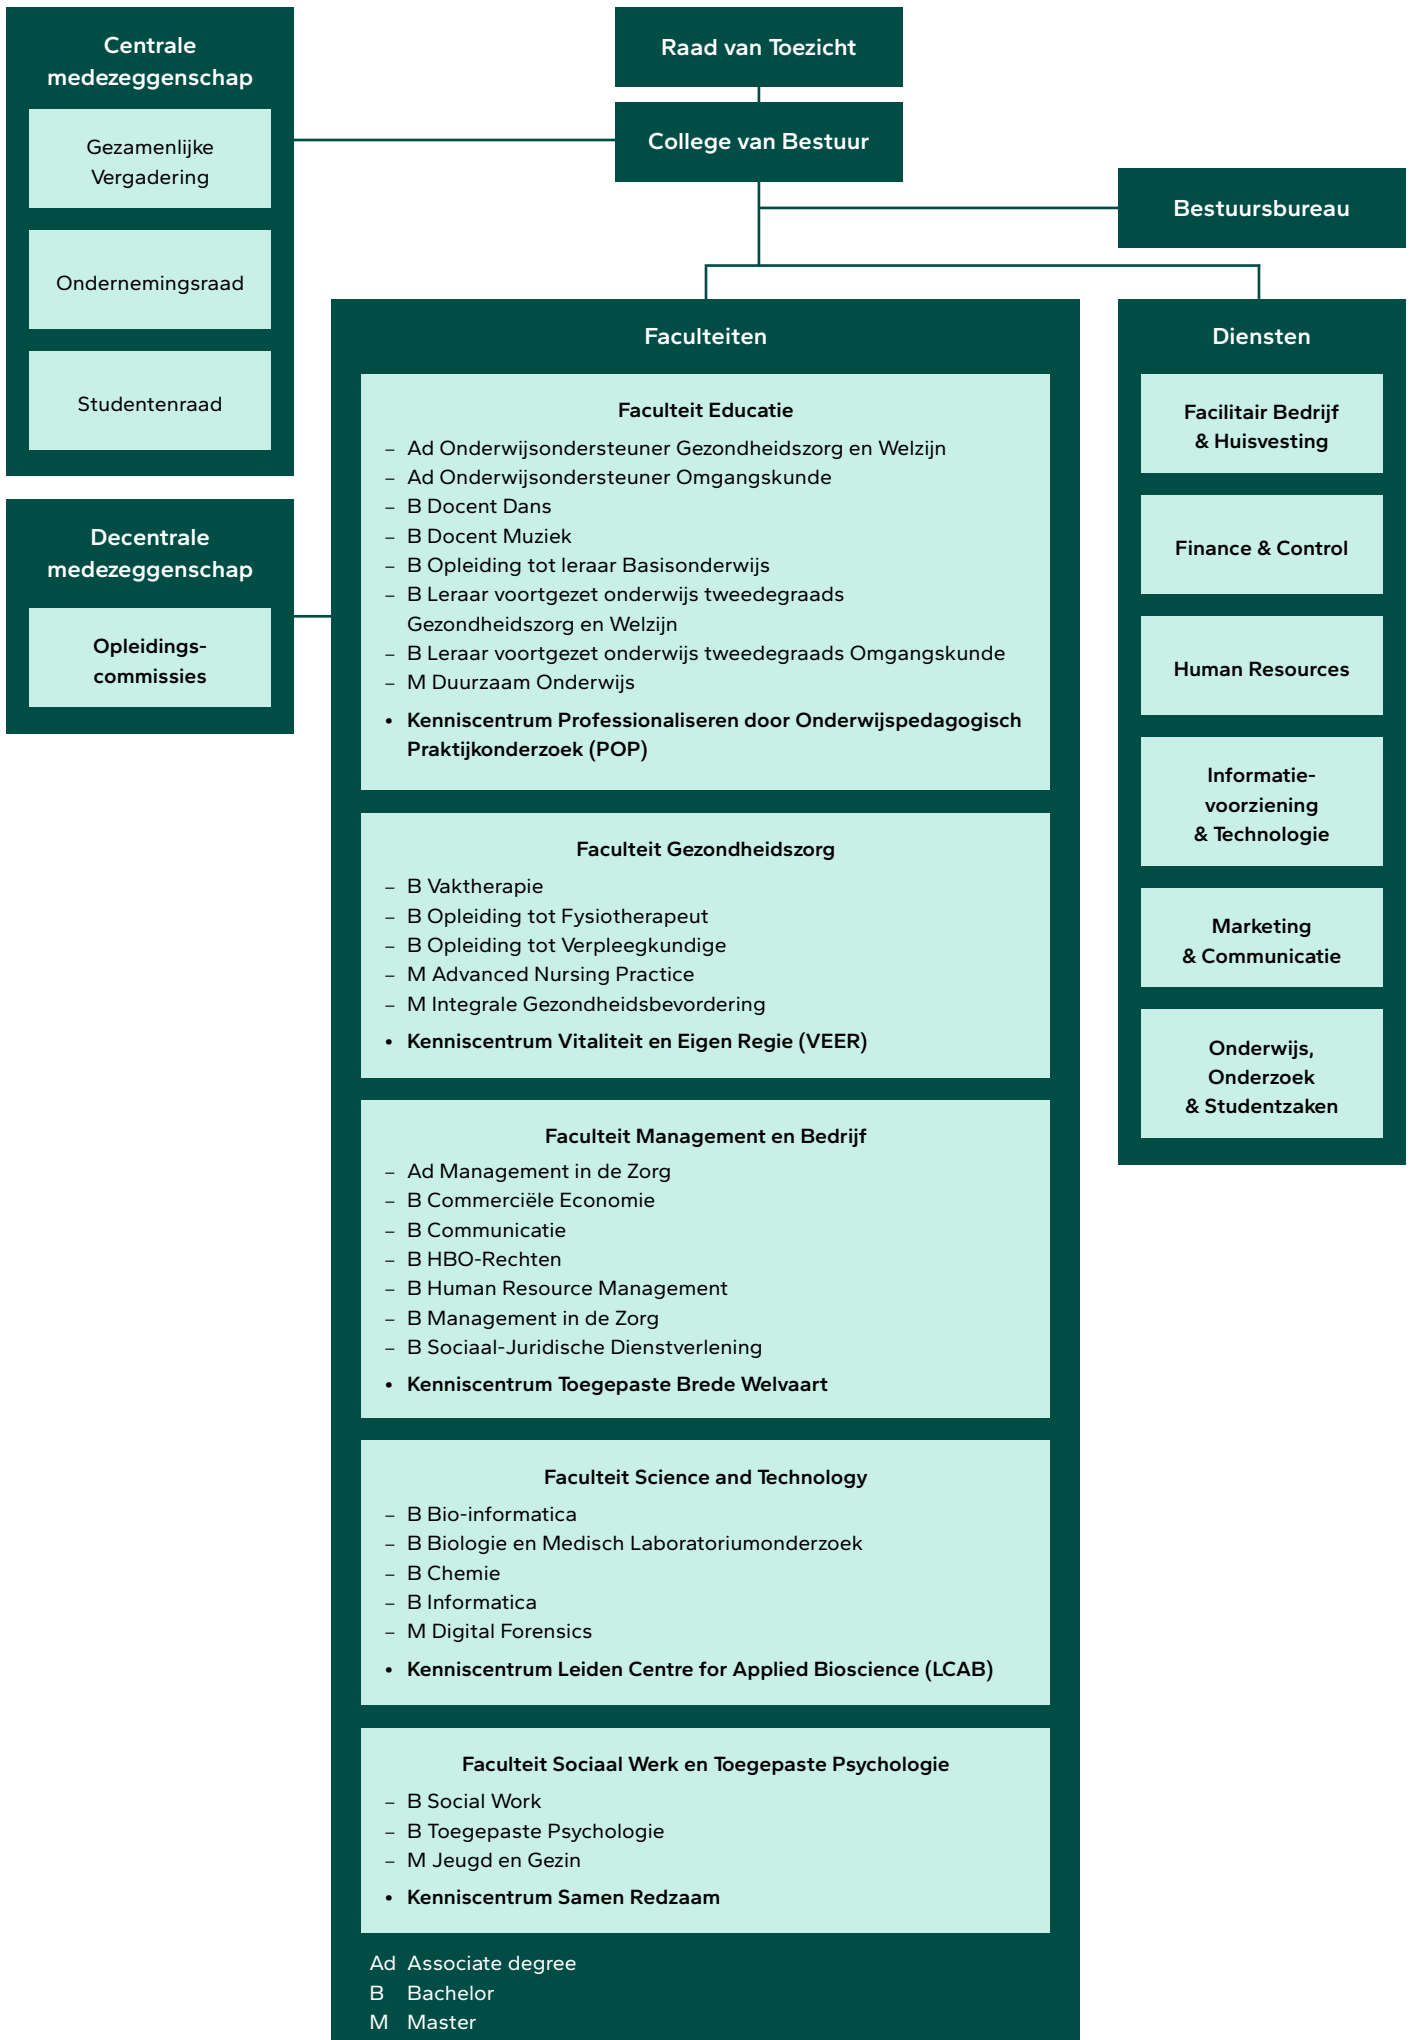 Centrale
medezeggenschap
Gezamenlijke
Vergadering
Ondernemingsraad
Studentenraad
Decentrale
medezeggenschap
Opleidings-
commissies
Raad van Toezicht
College van Bestuur
Bestuursbureau
Faculteiten
Faculteit Educatie
– Ad Onderwijsondersteuner Gezondheidszorg en Welzijn
– Ad Onderwijsondersteuner Omgangskunde
– B Docent Dans
– B Docent Muziek
– B Opleiding tot leraar Basisonderwijs
– B Leraar voortgezet onderwijs tweedegraads
Gezondheidszorg en Welzijn
– B Leraar voortgezet onderwijs tweedegraads Omgangskunde
– M Duurzaam Onderwijs
• Kenniscentrum Professionaliseren door Onderwijspedagogisch
Praktijkonderzoek (POP)
Faculteit Gezondheidszorg
– B Vaktherapie
– B Opleiding tot Fysiotherapeut
– B Opleiding tot Verpleegkundige
– M Advanced Nursing Practice
– M Integrale Gezondheidsbevordering
• Kenniscentrum Vitaliteit en Eigen Regie (VEER)
Faculteit Management en Bedrijf
– Ad Management in de Zorg
– B Commerciële Economie
– B Communicatie
– B HBO-Rechten
– B Human Resource Management
– B Management in de Zorg
– B Sociaal-Juridische Dienstverlening
• Kenniscentrum Toegepaste Brede Welvaart
Faculteit Science and Technology
– B Bio-informatica
– B Biologie en Medisch Laboratoriumonderzoek
– B Chemie
– B Informatica
– M Digital Forensics
• Kenniscentrum Leiden Centre for Applied Bioscience (LCAB)
Faculteit Sociaal Werk en Toegepaste Psychologie
– B Social Work
– B Toegepaste Psychologie
– M Jeugd en Gezin
• Kenniscentrum Samen Redzaam
Ad Associate degree
B Bachelor
M Master
Diensten
Facilitair Bedrijf
& Huisvesting
Finance & Control
Human Resources
Informatie-
voorziening
& Technologie
Marketing
& Communicatie
Onderwijs,
Onderzoek
& Studentzaken